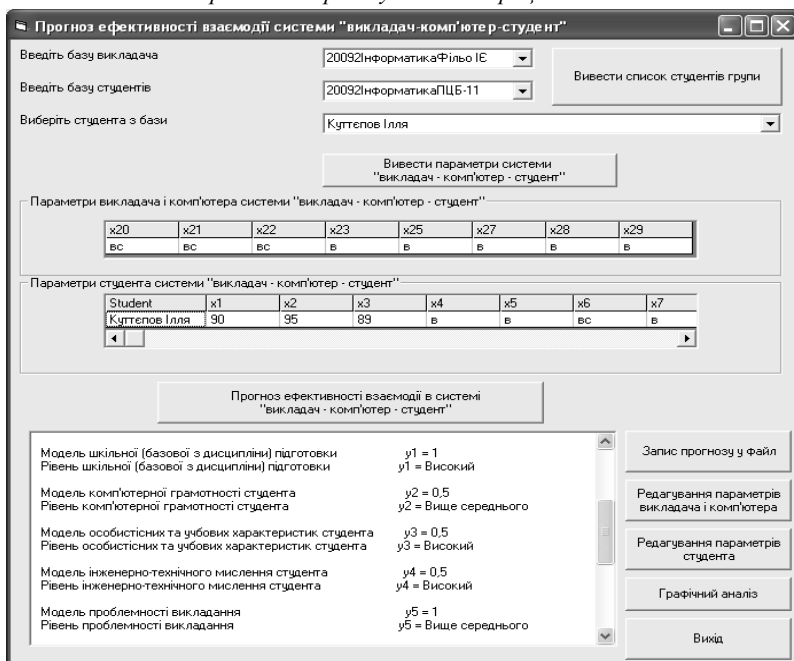 Прогноз ефективності взаємодії системи "викладач-комп'ютер-студент"
Введіть базу викладача
20092ІнформатикаФільо ІЄ
Введіть базу студентів
20092ІнформатикаПЦБ-11
Вивести список студентів групи
Виберіть студента з бази
Куттєпов Ілля
Вивести параметри системи
"викладач - комп'ютер - студент"
Параметри викладача і комп'ютера системи "викладач - комп'ютер - студент"
x20 x21 x22 x23 x25 x27 x28 x29
вс вс вс в в в в в
Параметри студента системи "викладач - комп'ютер - студент"
Student x1 x2 x3 x4 x5 x6 x7
Куттєпов Ілля 90 95 89 в в вс в
Прогноз ефективності взаємодії в системі
"викладач - комп'ютер - студент"
Модель шкільної (базової з дисципліни) підготовки y1 = 1
Рівень шкільної (базової з дисципліни) підготовки y1 = Високий
Модель комп'ютерної грамотності студента y2 = 0,5
Рівень комп'ютерної грамотності студента y2 = Вище середнього
Модель особистісних та учбових характеристик студента y3 = 0,5
Рівень особистісних та учбових характеристик студента y3 = Високий
Модель інженерно-технічного мислення студента y4 = 0,5
Рівень інженерно-технічного мислення студента y4 = Високий
Модель проблемності викладання y5 = 1
Рівень проблемності викладання y5 = Вище середнього
Запис прогнозу у файл
Редагування параметрів
викладача і комп'ютера
Редагування параметрів
студента
Графічний аналіз
Вихід